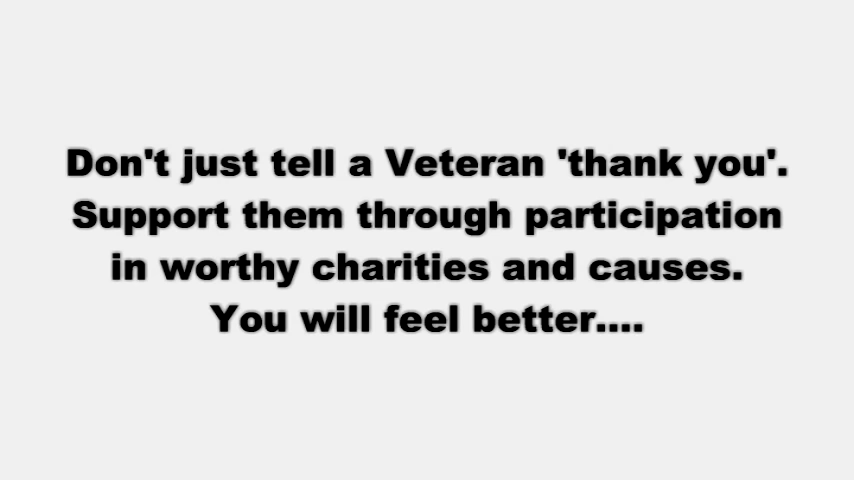 Don't just tell a Veteran 'thank you'.
Support them through participation
in worthy charities and causes.
You will feel better....